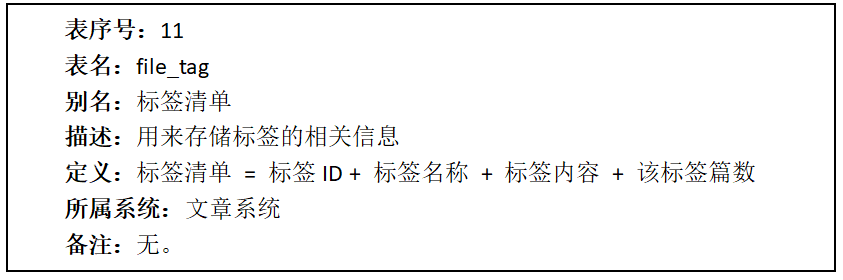 表序号：11
表名：file_tag
别名：标签清单
描述：用来存储标签的相关信息
定义：标签清单 = 标签 ID + 标签名称 + 标签内容 + 该标签篇数
所属系统：文章系统
备注：无。